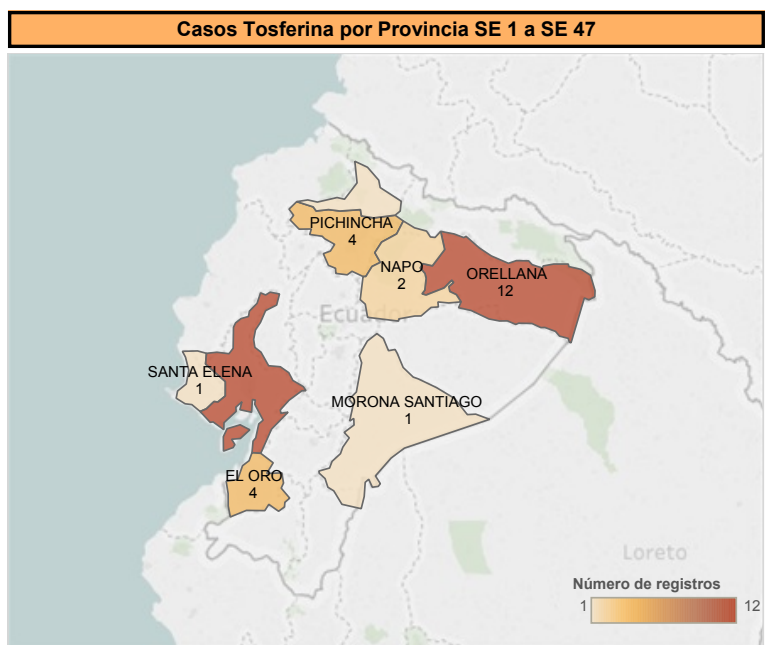 Casos Tosferina por Provincia SE 1 a SE 47
PICHINCHA
4
NAPO
2
ORELLANA
12
Ecuador
SANTA ELENA
1
MORONA SANTIAGO
1
EL ORO
4
Loreto
Número de registros
1
12